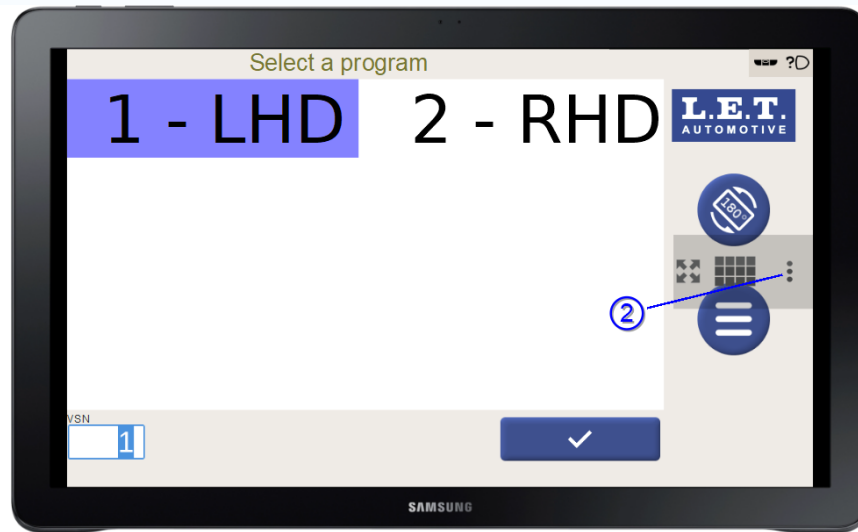 Select a program
?
1 - LHD
2 - RHD
L.E.T.
AUTOMOTIVE
180°
2
VSN
1
SAMSUNG